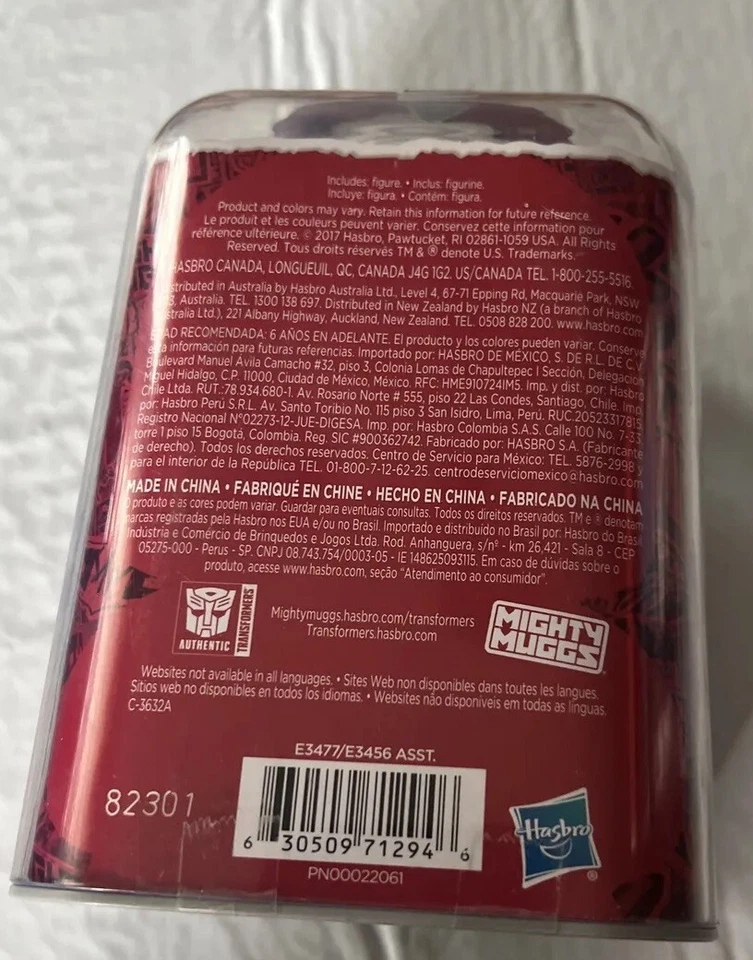 Includes: figure. • Inclus: figurine.
Incluye: figura. • Contém: figura.
Product and colors may vary. Retain this information for future reference.
Le produit et les couleurs peuvent varier. Conservez cette information pour
référence ultérieure. © 2017 Hasbro, Pawtucket, RI 02861-1059 USA. All Rights
Reserved. Tous droits réservés TM & ® denote U.S. Trademarks.
HASBRO CANADA, LONGUEUIL, QC, CANADA J4G 1G2. US/CANADA TEL. 1-800-255-5516.
stributed in Australia by Hasbro Australia Ltd., Level 4, 67-71 Epping Rd, Macquarie Park, NSW
3, Australia. TEL. 1300 138 697. Distributed in New Zealand by Hasbro NZ (a branch of Hasbro
stralia Ltd.), 221 Albany Highway, Auckland, New Zealand. TEL. 0508 828 200. www.hasbro.com
EDAD RECOMENDADA: 6 AÑOS EN ADELANTE. El producto y los colores pueden variar. Conserve
esta información para futuras referencias. Importado por: HASBRO DE MÉXICO, S. DE R.L. DE C.V.
Boulevard Manuel Ávila Camacho #32, piso 3, Colonia Lomas de Chapultepec I Sección, Delegación
Miguel Hidalgo, C.P. 11000, Ciudad de México, México. RFC: HME910724IM5. Imp. y dist. por: Hasbro
Chile Ltda. RUT.:78.934.680-1. Av. Rosario Norte # 555, piso 22 Las Condes, Santiago, Chile. Imp.
por: Hasbro Perú S.R.L. Av. Santo Toribio No. 115 piso 3 San Isidro, Lima, Perú. RUC.20523317815
Registro Nacional N°02273-12-JUE-DIGESA. Imp. por: Hasbro Colombia S.A.S. Calle 100 No. 7-33
torre 1 piso 15 Bogotá, Colombia. Reg. SIC #900362742. Fabricado por: HASBRO S.A. (Fabricante
de derecho). Todos los derechos reservados. Centro de Servicio para México: TEL. 5876-2998 y
para el interior de la República TEL. 01-800-7-12-62-25. centrodeserviciomexico@hasbro.com
MADE IN CHINA • FABRIQUÉ EN CHINE • HECHO EN CHINA • FABRICADO NA CHINA
O produto e as cores podem variar. Guardar para eventuais consultas. Todos os direitos reservados. TM e ® denotam
marcas registradas pela Hasbro nos EUA e/ou no Brasil. Importado e distribuído no Brasil por: Hasbro do Brasil
Indústria e Comércio de Brinquedos e Jogos Ltda. Rod. Anhanguera, s/nº - km 26,421 - Sala 8 - CEP
05275-000 - Perus - SP. CNPJ 08.743.754/0003-05 - IE 148625093115. Em caso de dúvidas sobre o
produto, acesse www.hasbro.com, seção "Atendimento ao consumidor".
AUTHENTIC
TRANSFORMERS
Mightymuggs.hasbro.com/transformers
Transformers.hasbro.com
MIGHTY
MUGGS
Websites not available in all languages. • Sites Web non disponibles dans toutes les langues.
Sitios web no disponibles en todos los idiomas. • Websites não disponíveis em todas as línguas.
C-3632A
E3477/E3456 ASST.
82301
6 30509 71294 6
PN00022061
Hasbro